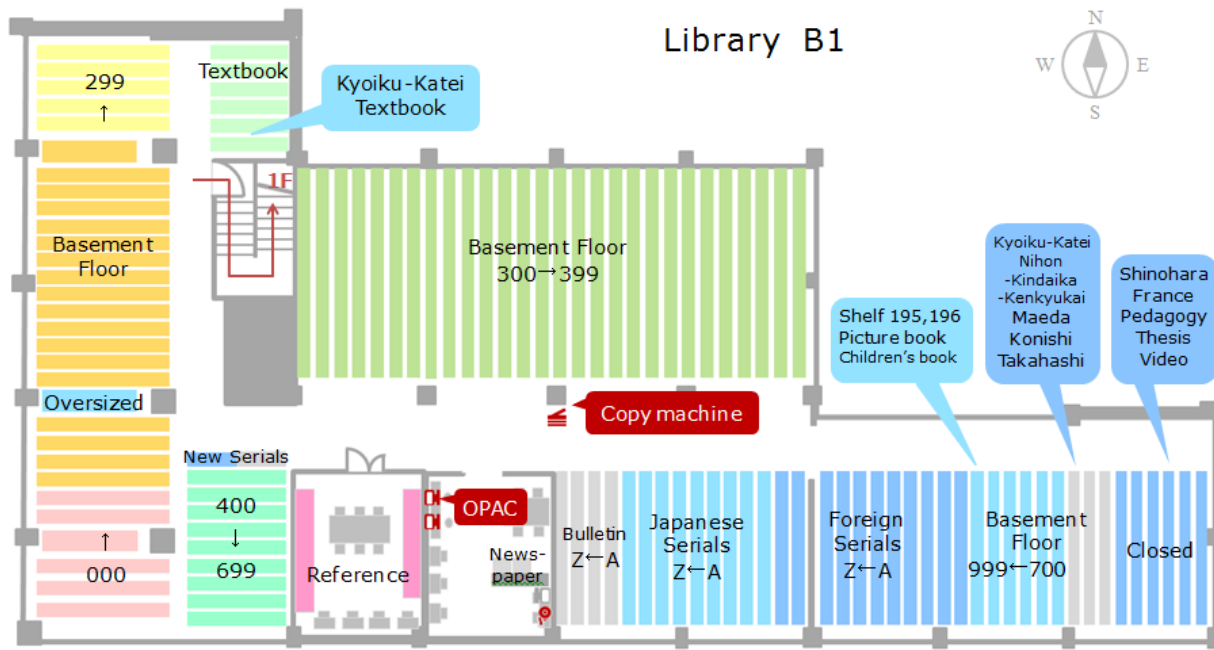 Library B1
N
W
E
S
299
↑
Textbook
Kyoiku-Katei
Textbook
1F
Basement
Floor
Basement Floor
300→399
Kyoiku-Katei
Nihon
-Kindaika
-Kenkyukai
Maeda
Konishi
Takahashi
Shinohara
France
Pedagogy
Thesis
Video
Shelf 195,196
Picture book
Children's book
Oversized
Copy machine
New Serials
400
↓
699
↑
000
Reference
OPAC
News-
paper
Bulletin
Z←A
Japanese
Serials
Z←A
Foreign
Serials
Z←A
Basement
Floor
999←700
Closed